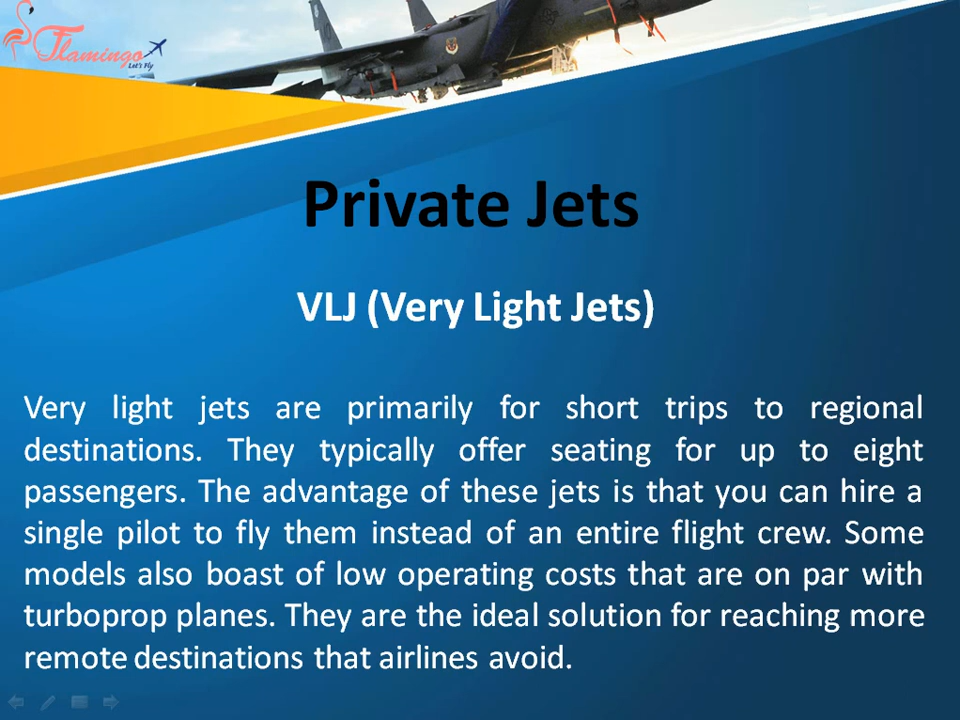 Flamingo
Let's Fly
Private Jets
VLJ (Very Light Jets)
Very light jets are primarily for short trips to regional
destinations. They typically offer seating for up to eight
passengers. The advantage of these jets is that you can hire a
single pilot to fly them instead of an entire flight crew. Some
models also boast of low operating costs that are on par with
turboprop planes. They are the ideal solution for reaching more
remote destinations that airlines avoid.